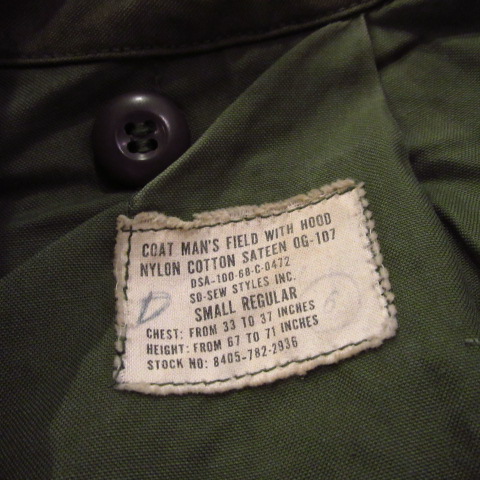 COAT MAN'S FIELD WITH HOOD
NYLON COTTON SATEEN OG-107
DSA-100-68-C-0472
SO-SEW STYLES INC.
SMALL REGULAR
CHEST: FROM 33 TO 37 INCHES
HEIGHT: FROM 67 TO 71 INCHES
STOCK NO: 8405-782-2936
D
6